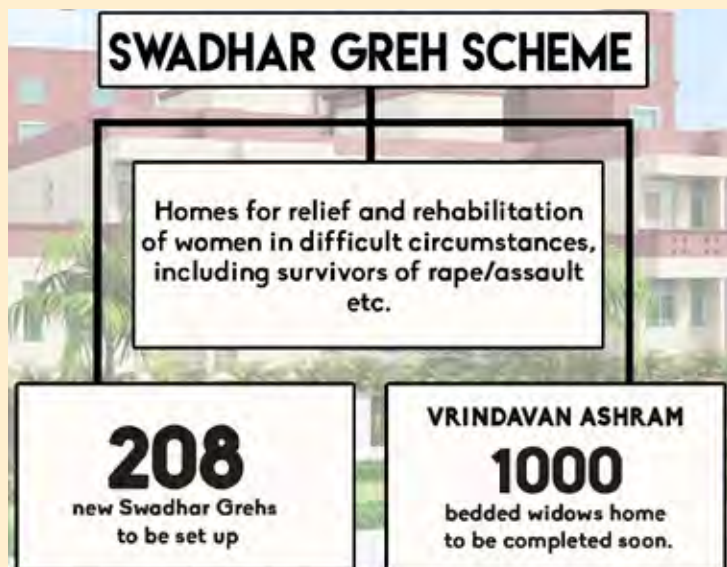 SWADHAR GREH SCHEME
Homes for relief and rehabilitation
of women in difficult circumstances,
including survivors of rape/assault
etc.
208
new Swadhar Grehs
to be set up
VRINDAVAN ASHRAM
1000
bedded widows home
to be completed soon.